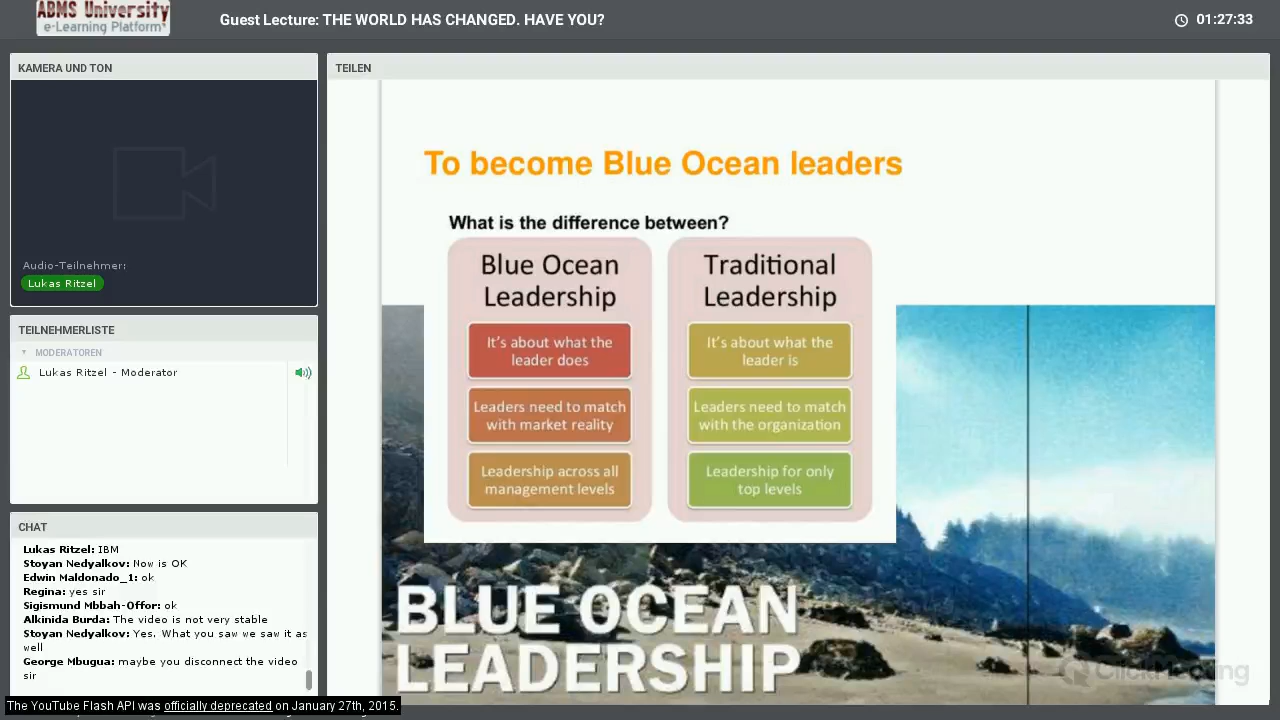 ABMS University
e-Learning Platform
Guest Lecture: THE WORLD HAS CHANGED. HAVE YOU?
01:27:33
KAMERA UND TON
Audio-Teilnehmer:
Lukas Ritzel
TEILNEHMERLISTE
MODERATOREN
Lukas Ritzel - Moderator
CHAT
Lukas Ritzel: IBM
Stoyan Nedyalkov: Now is OK
Edwin Maldonado_1: ok
Regina: yes sir
Sigismund Mbbah-Offor: ok
Alkinida Burda: The video is not very stable
Stoyan Nedyalkov: Yes. What you saw we saw it as
well
George Mbugua: maybe you disconnect the video
sir
The YouTube Flash API was officially deprecated on January 27th, 2015.
TEILEN
To become Blue Ocean leaders
What is the difference between?
Blue Ocean
Leadership
It's about what the
leader does
Leaders need to match
with market reality
Leadership across all
management levels
Traditional
Leadership
It's about what the
leader is
Leaders need to match
with the organization
Leadership for only
top levels
BLUE OCEAN
LEADERSHIP
ClickMeeting